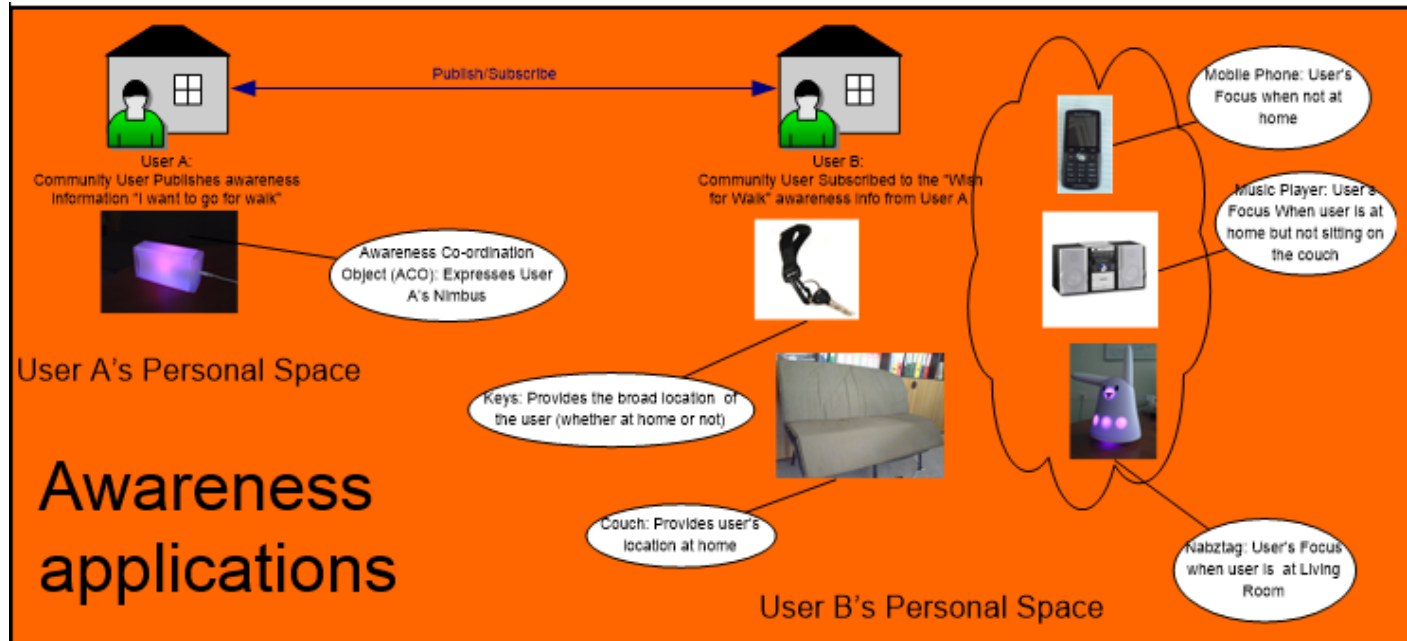 Publish/Subscribe
User A:
Community User Publishes awareness
Information "I want to go for walk"
User B:
Community User Subscribed to the "Wish
for Walk" awareness info from User A
Mobile Phone: User's
Focus when not at
home
Music Player: User's
Focus When user is at
home but not sitting on
the couch
Awareness Co-ordination
Object (ACO): Expresses User
A's Nimbus
User A's Personal Space
Keys: Provides the broad location of
the user (whether at home or not)
Awareness
applications
Couch: Provides user's
location at home
Nabztag: User's Focus
when user is at Living
Room
User B's Personal Space